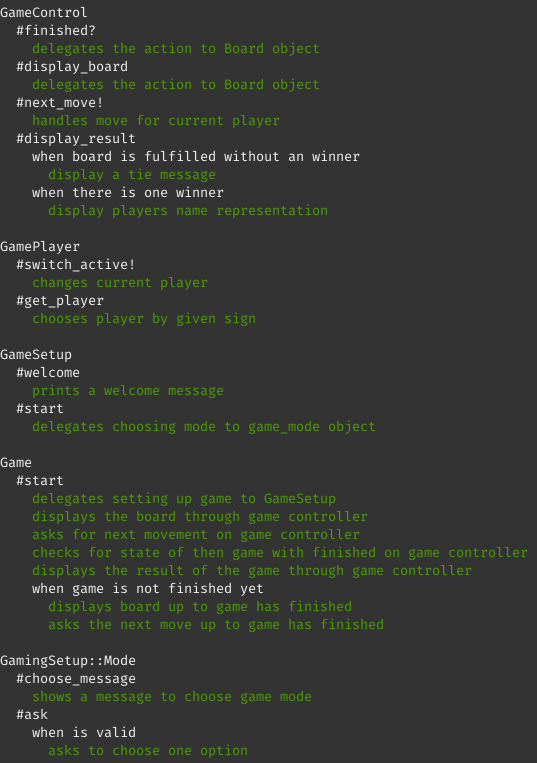 GameControl
#finished?
delegates the action to Board object
#display_board
delegates the action to Board object
#next_move!
handles move for current player
#display_result
when board is fulfilled without an winner
display a tie message
when there is one winner
display players name representation
GamePlayer
#switch_active!
changes current player
#get_player
chooses player by given sign
GameSetup
#welcome
prints a welcome message
#start
delegates choosing mode to game_mode object
Game
#start
delegates setting up game to GameSetup
displays the board through game controller
asks for next movement on game controller
checks for state of then game with finished on game controller
displays the result of the game through game controller
when game is not finished yet
displays board up to game has finished
asks the next move up to game has finished
GamingSetup::Mode
#choose_message
shows a message to choose game mode
#ask
when is valid
asks to choose one option